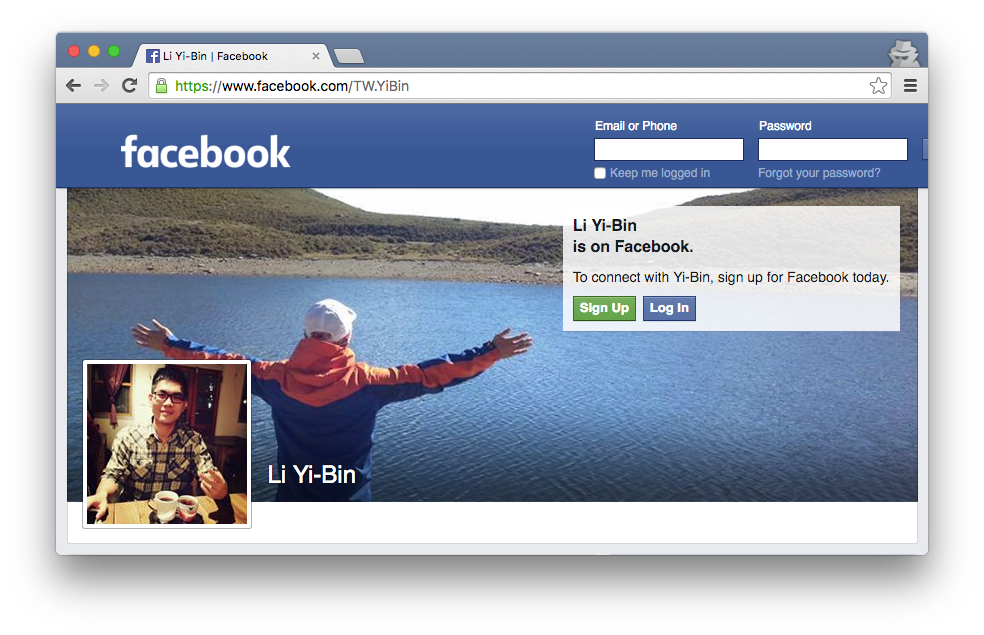 Li Yi-Bin | Facebook
https://www.facebook.com/TW.YiBin
facebook
Email or Phone
Password
Keep me logged in
Forgot your password?
Li Yi-Bin
is on Facebook.
To connect with Yi-Bin, sign up for Facebook today.
Sign Up
Log In
Li Yi-Bin